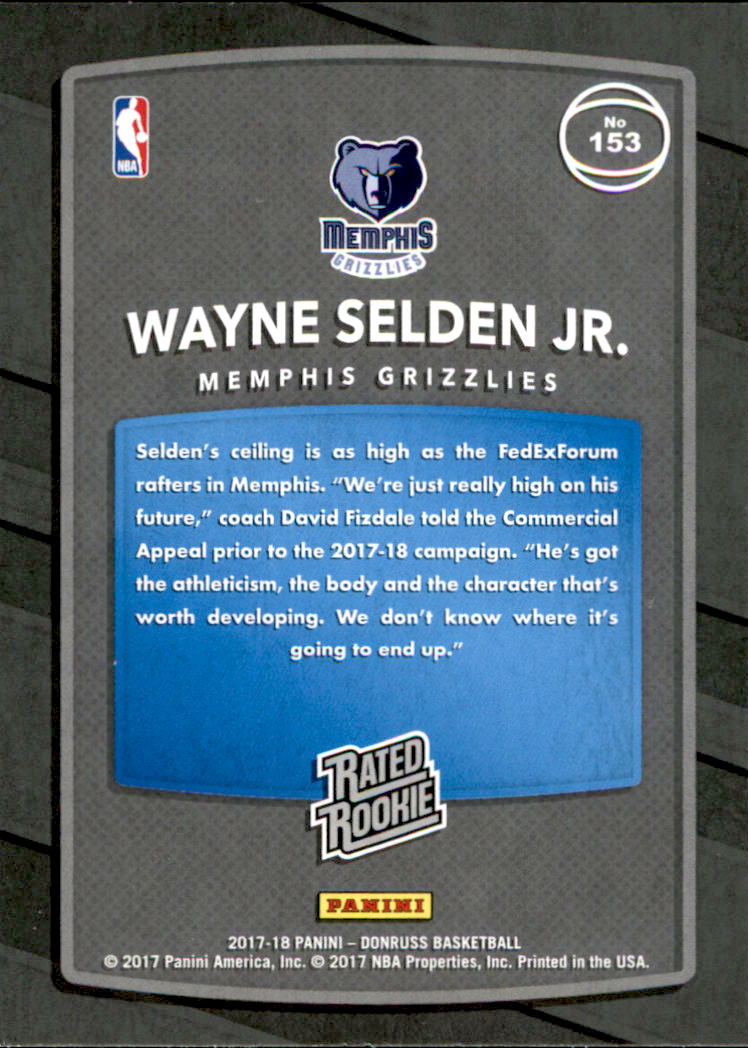 NBA
No
153
MEMPHIS
GRIZZLIES
WAYNE SELDEN JR.
MEMPHIS GRIZZLIES
Selden's ceiling is as high as the FedExForum
rafters in Memphis. "We're just really high on his
future," coach David Fizdale told the Commercial
Appeal prior to the 2017-18 campaign. "He's got
the athleticism, the body and the character that's
worth developing. We don't know where it's
going to end up."
RATED
ROOKIE
PANINI
2017-18 PANINI – DONRUSS BASKETBALL
© 2017 Panini America, Inc. © 2017 NBA Properties, Inc. Printed in the USA.